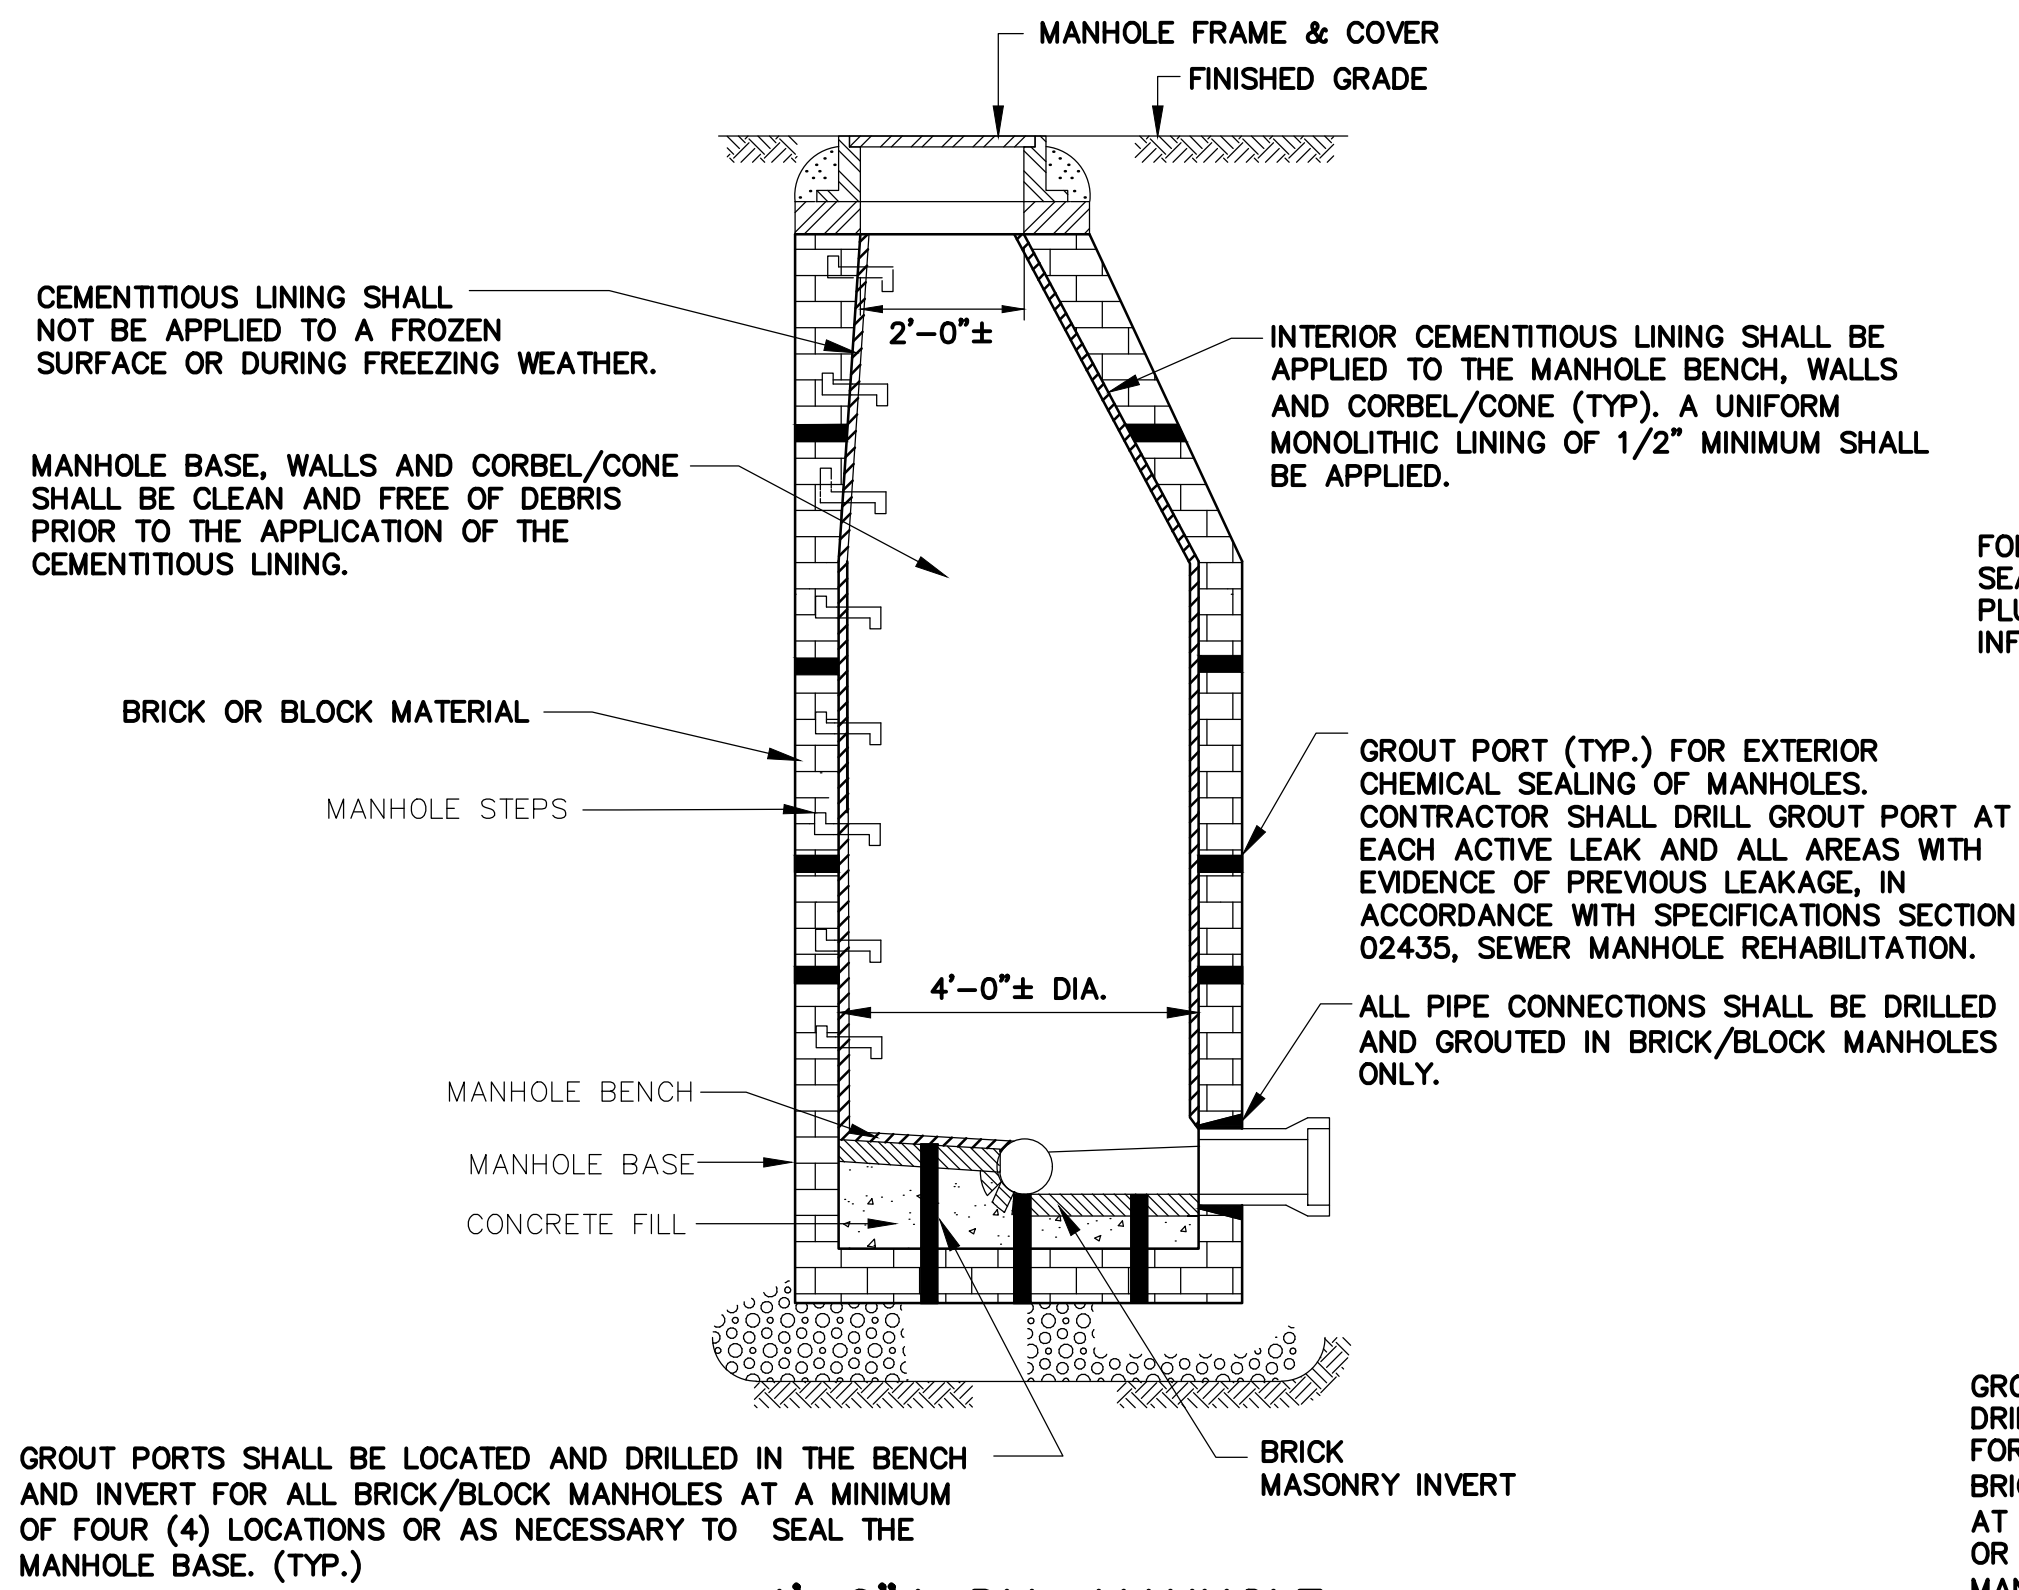 MANHOLE FRAME & COVER
FINISHED GRADE
CEMENTITIOUS LINING SHALL
NOT BE APPLIED TO A FROZEN
SURFACE OR DURING FREEZING WEATHER.
2'-0"±
INTERIOR CEMENTITIOUS LINING SHALL BE
APPLIED TO THE MANHOLE BENCH, WALLS
AND CORBEL/CONE (TYP). A UNIFORM
MONOLITHIC LINING OF 1/2" MINIMUM SHALL
BE APPLIED.
MANHOLE BASE, WALLS AND CORBEL/CONE
SHALL BE CLEAN AND FREE OF DEBRIS
PRIOR TO THE APPLICATION OF THE
CEMENTITIOUS LINING.
BRICK OR BLOCK MATERIAL
MANHOLE STEPS
GROUT PORT (TYP.) FOR EXTERIOR
CHEMICAL SEALING OF MANHOLES.
CONTRACTOR SHALL DRILL GROUT PORT AT
EACH ACTIVE LEAK AND ALL AREAS WITH
EVIDENCE OF PREVIOUS LEAKAGE, IN
ACCORDANCE WITH SPECIFICATIONS SECTION
02435, SEWER MANHOLE REHABILITATION.
4'-0"± DIA.
ALL PIPE CONNECTIONS SHALL BE DRILLED
AND GROUTED IN BRICK/BLOCK MANHOLES
ONLY.
MANHOLE BENCH
MANHOLE BASE
CONCRETE FILL
GROUT PORTS SHALL BE LOCATED AND DRILLED IN THE BENCH
AND INVERT FOR ALL BRICK/BLOCK MANHOLES AT A MINIMUM
OF FOUR (4) LOCATIONS OR AS NECESSARY TO SEAL THE
MANHOLE BASE. (TYP.)
BRICK
MASONRY INVERT
AT
OR